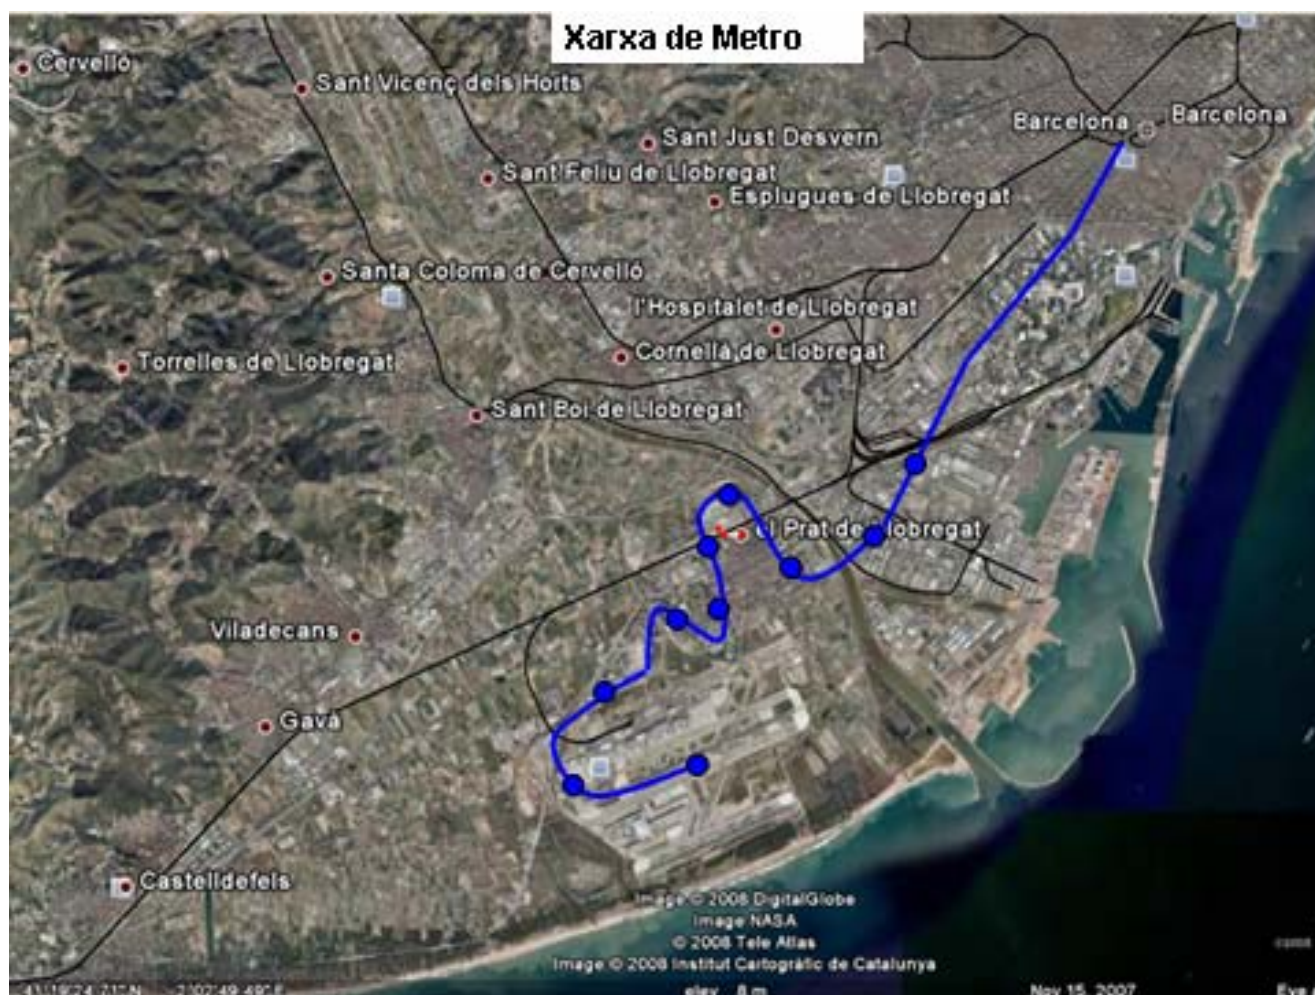 Xarxa de Metro
Cervelló
Sant Vicenç dels Horts
Barcelona
Barcelona
Sant Just Desvern
Sant Feliu de Llobregat
Esplugues de Llobregat
Santa Coloma de Cervelló
l'Hospitalet de Llobregat
Cornellà de Llobregat
Torrelles de Llobregat
Sant Boi de Llobregat
el Prat de Llobregat
Viladecans
Gavà
Castelldefels
Image © 2008 DigitalGlobe
Image NASA
© 2008 Tele Atlas
Image © 2008 Institut Cartogràfic de Catalunya
elev 8 m
Nov 15, 2007
Eye